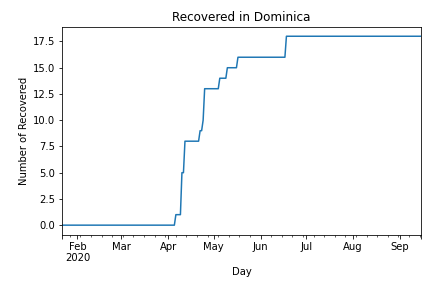 Recovered in Dominica
17.5
15.0
12.5
10.0
7.5
5.0
2.5
0.0
Number of Recovered
Feb Mar Apr May Jun Jul Aug Sep
2020
Day